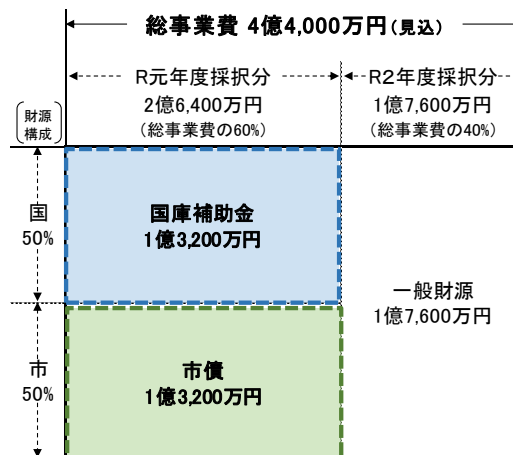 総事業費 4億4,000万円(見込)
R元年度採択分
2億6,400万円
(総事業費の60%)
R2年度採択分
1億7,600万円
(総事業費の40%)
財源
構成
国
50%
国庫補助金
1億3,200万円
一般財源
1億7,600万円
市
50%
市債
1億3,200万円